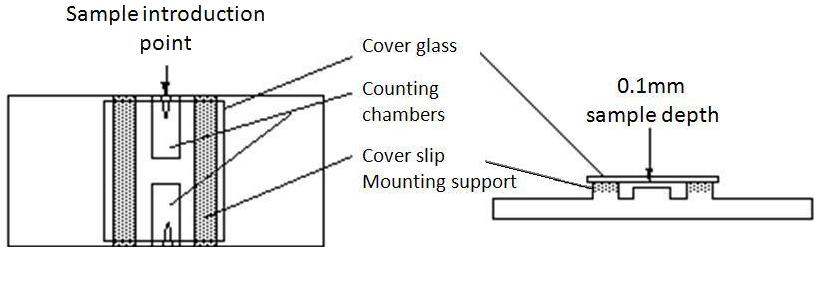 Sample introduction
point
Cover glass
Counting
chambers
Cover slip
Mounting support
0.1mm
sample depth